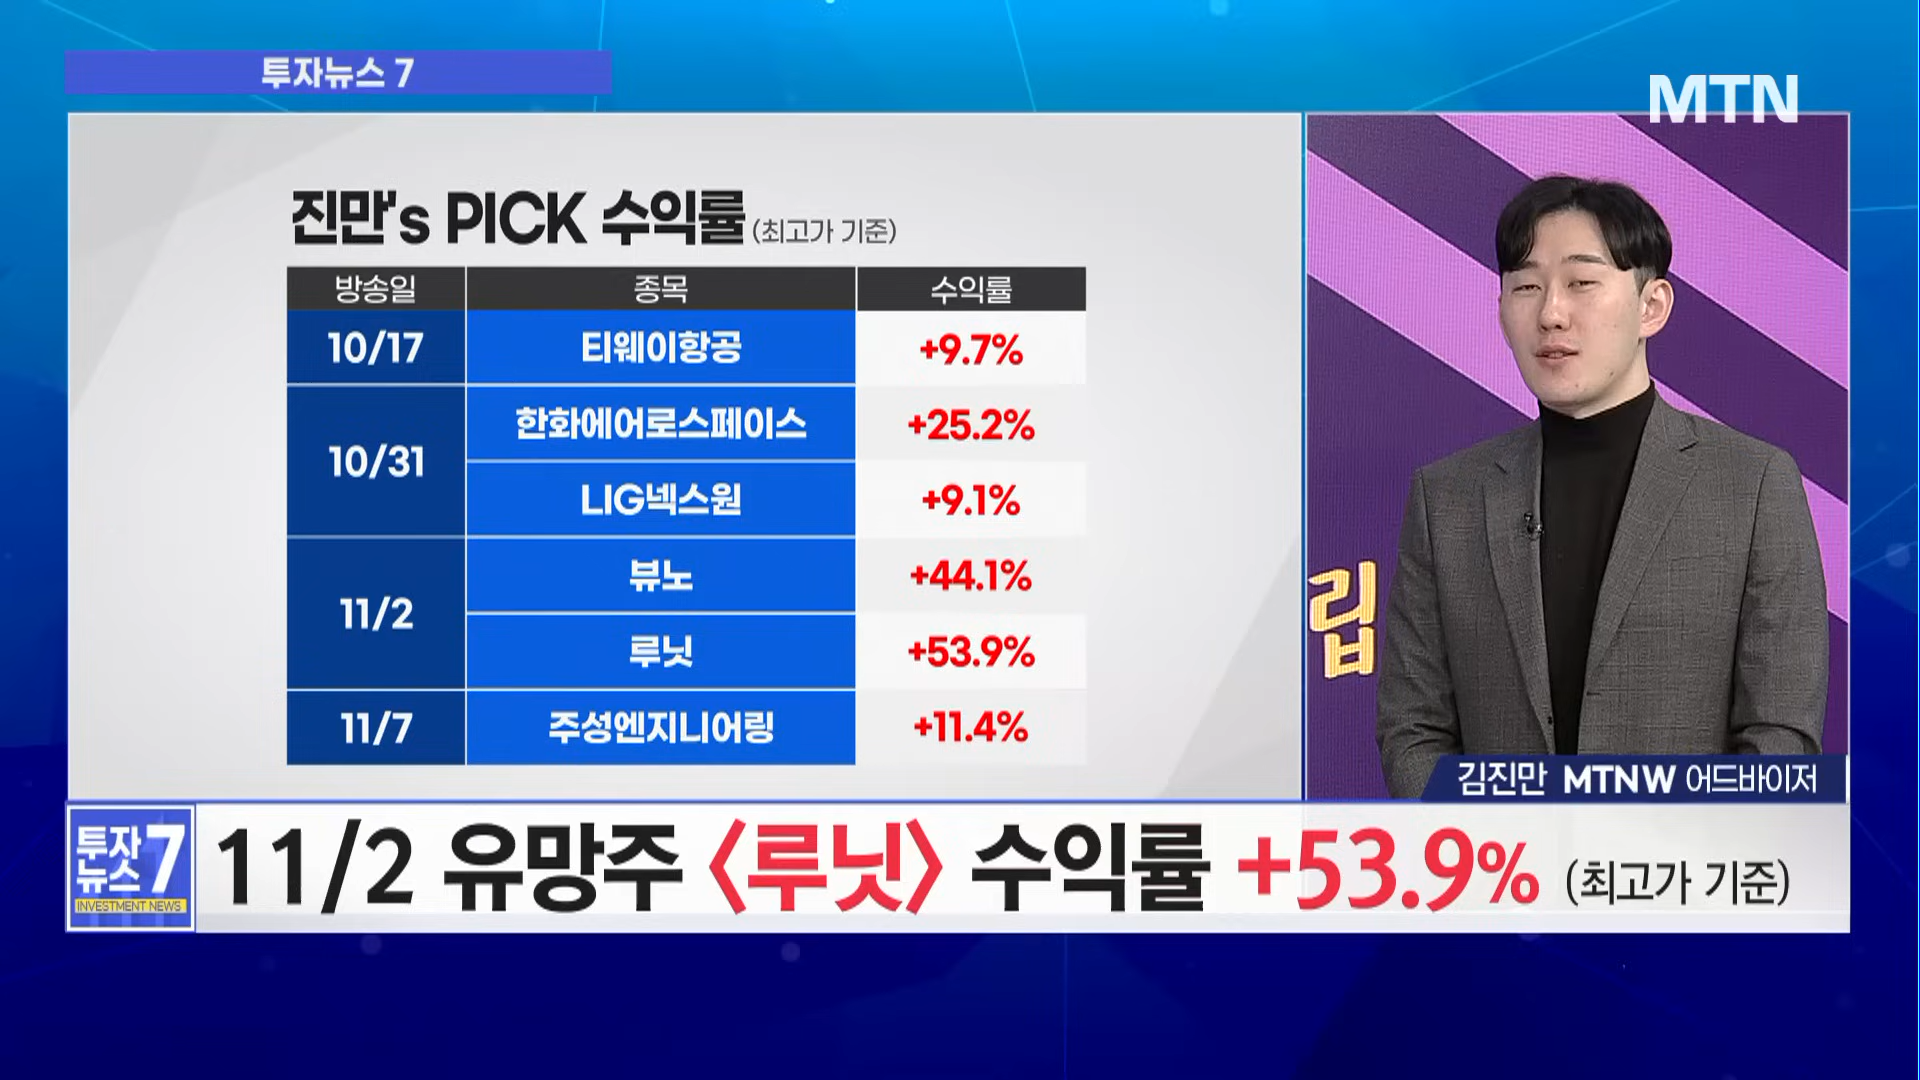 투자뉴스 7
MTN
진만's PICK 수익률 (최고가 기준)
방송일 종목 수익률
10/17 티웨이항공 +9.7%
10/31 한화에어로스페이스 +25.2%
LIG넥스원 +9.1%
11/2 뷰노 +44.1%
루닛 +53.9%
11/7 주성엔지니어링 +11.4%
립
김진만 MTNW 어드바이저
투자뉴스 7
INVESTMENT NEWS
11/2 유망주 〈루닛〉 수익률 +53.9% (최고가 기준)